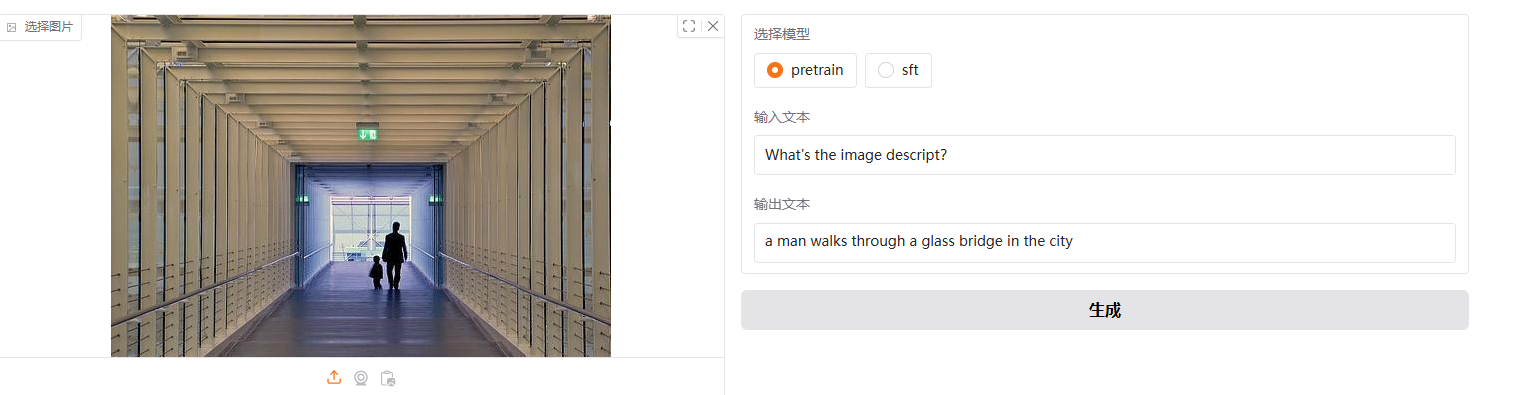 选择图片
选择模型
pretrain
sft
输入文本
What's the image descript?
输出文本
a man walks through a glass bridge in the city
生成